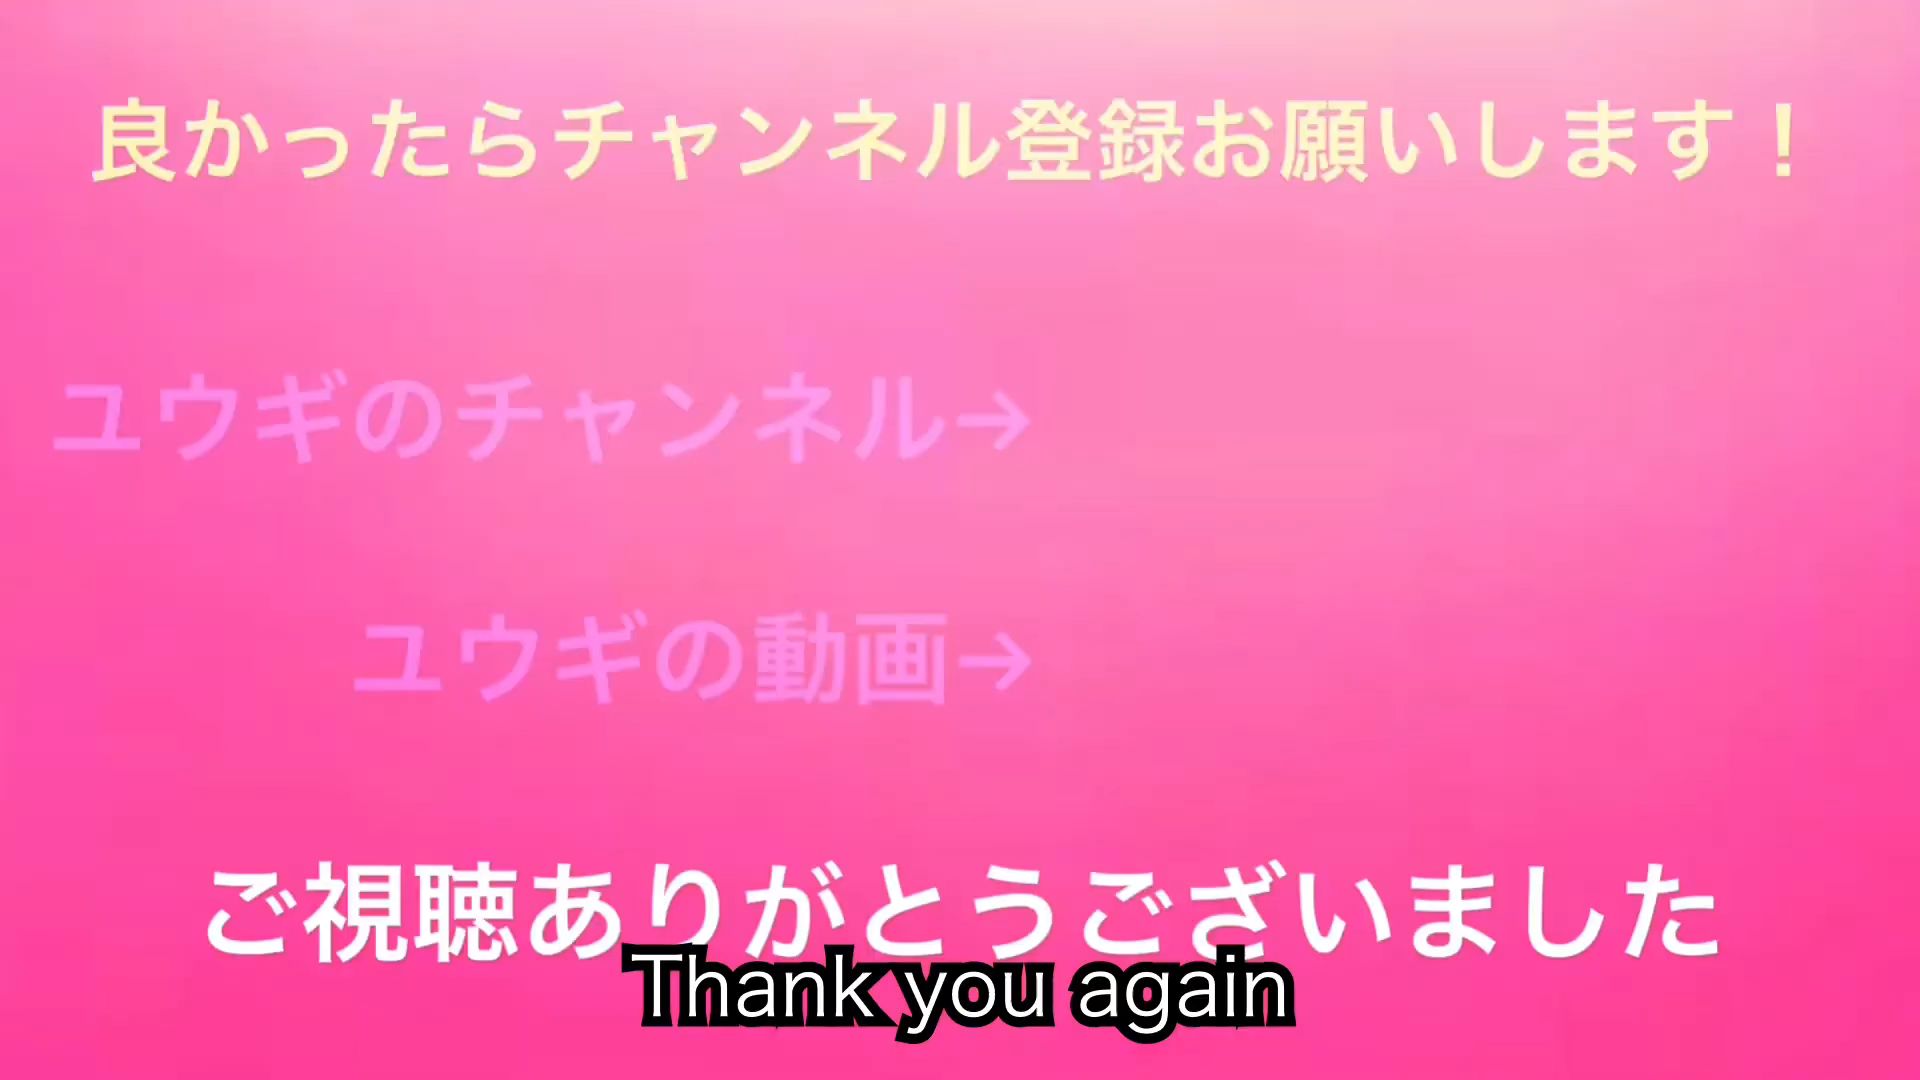 良かったらチャンネル登録お願いします！
ユウギのチャンネル→
ユウギの動画→
ご視聴ありがとうございました
Thank you again